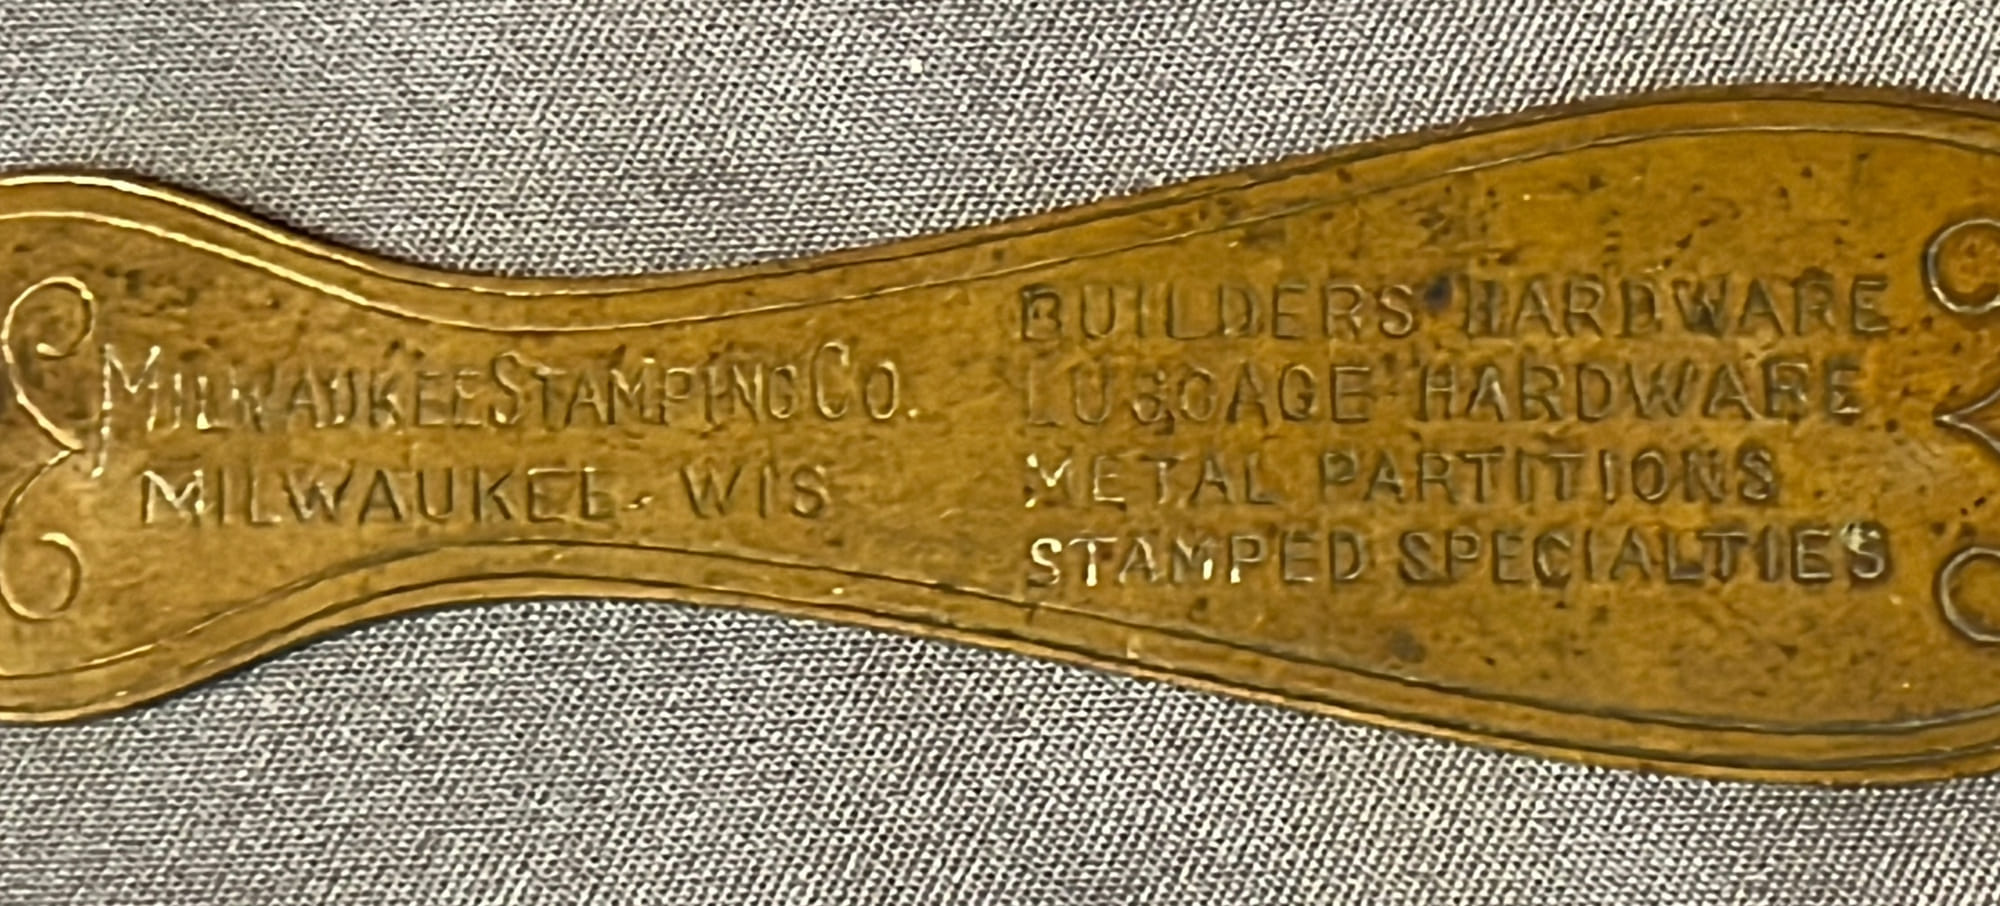 MILWAUKEE STAMPING CO.
MILWAUKEE, WIS
BUILDERS HARDWARE
LUGGAGE HARDWARE
METAL PARTITIONS
STAMPED SPECIALTIES